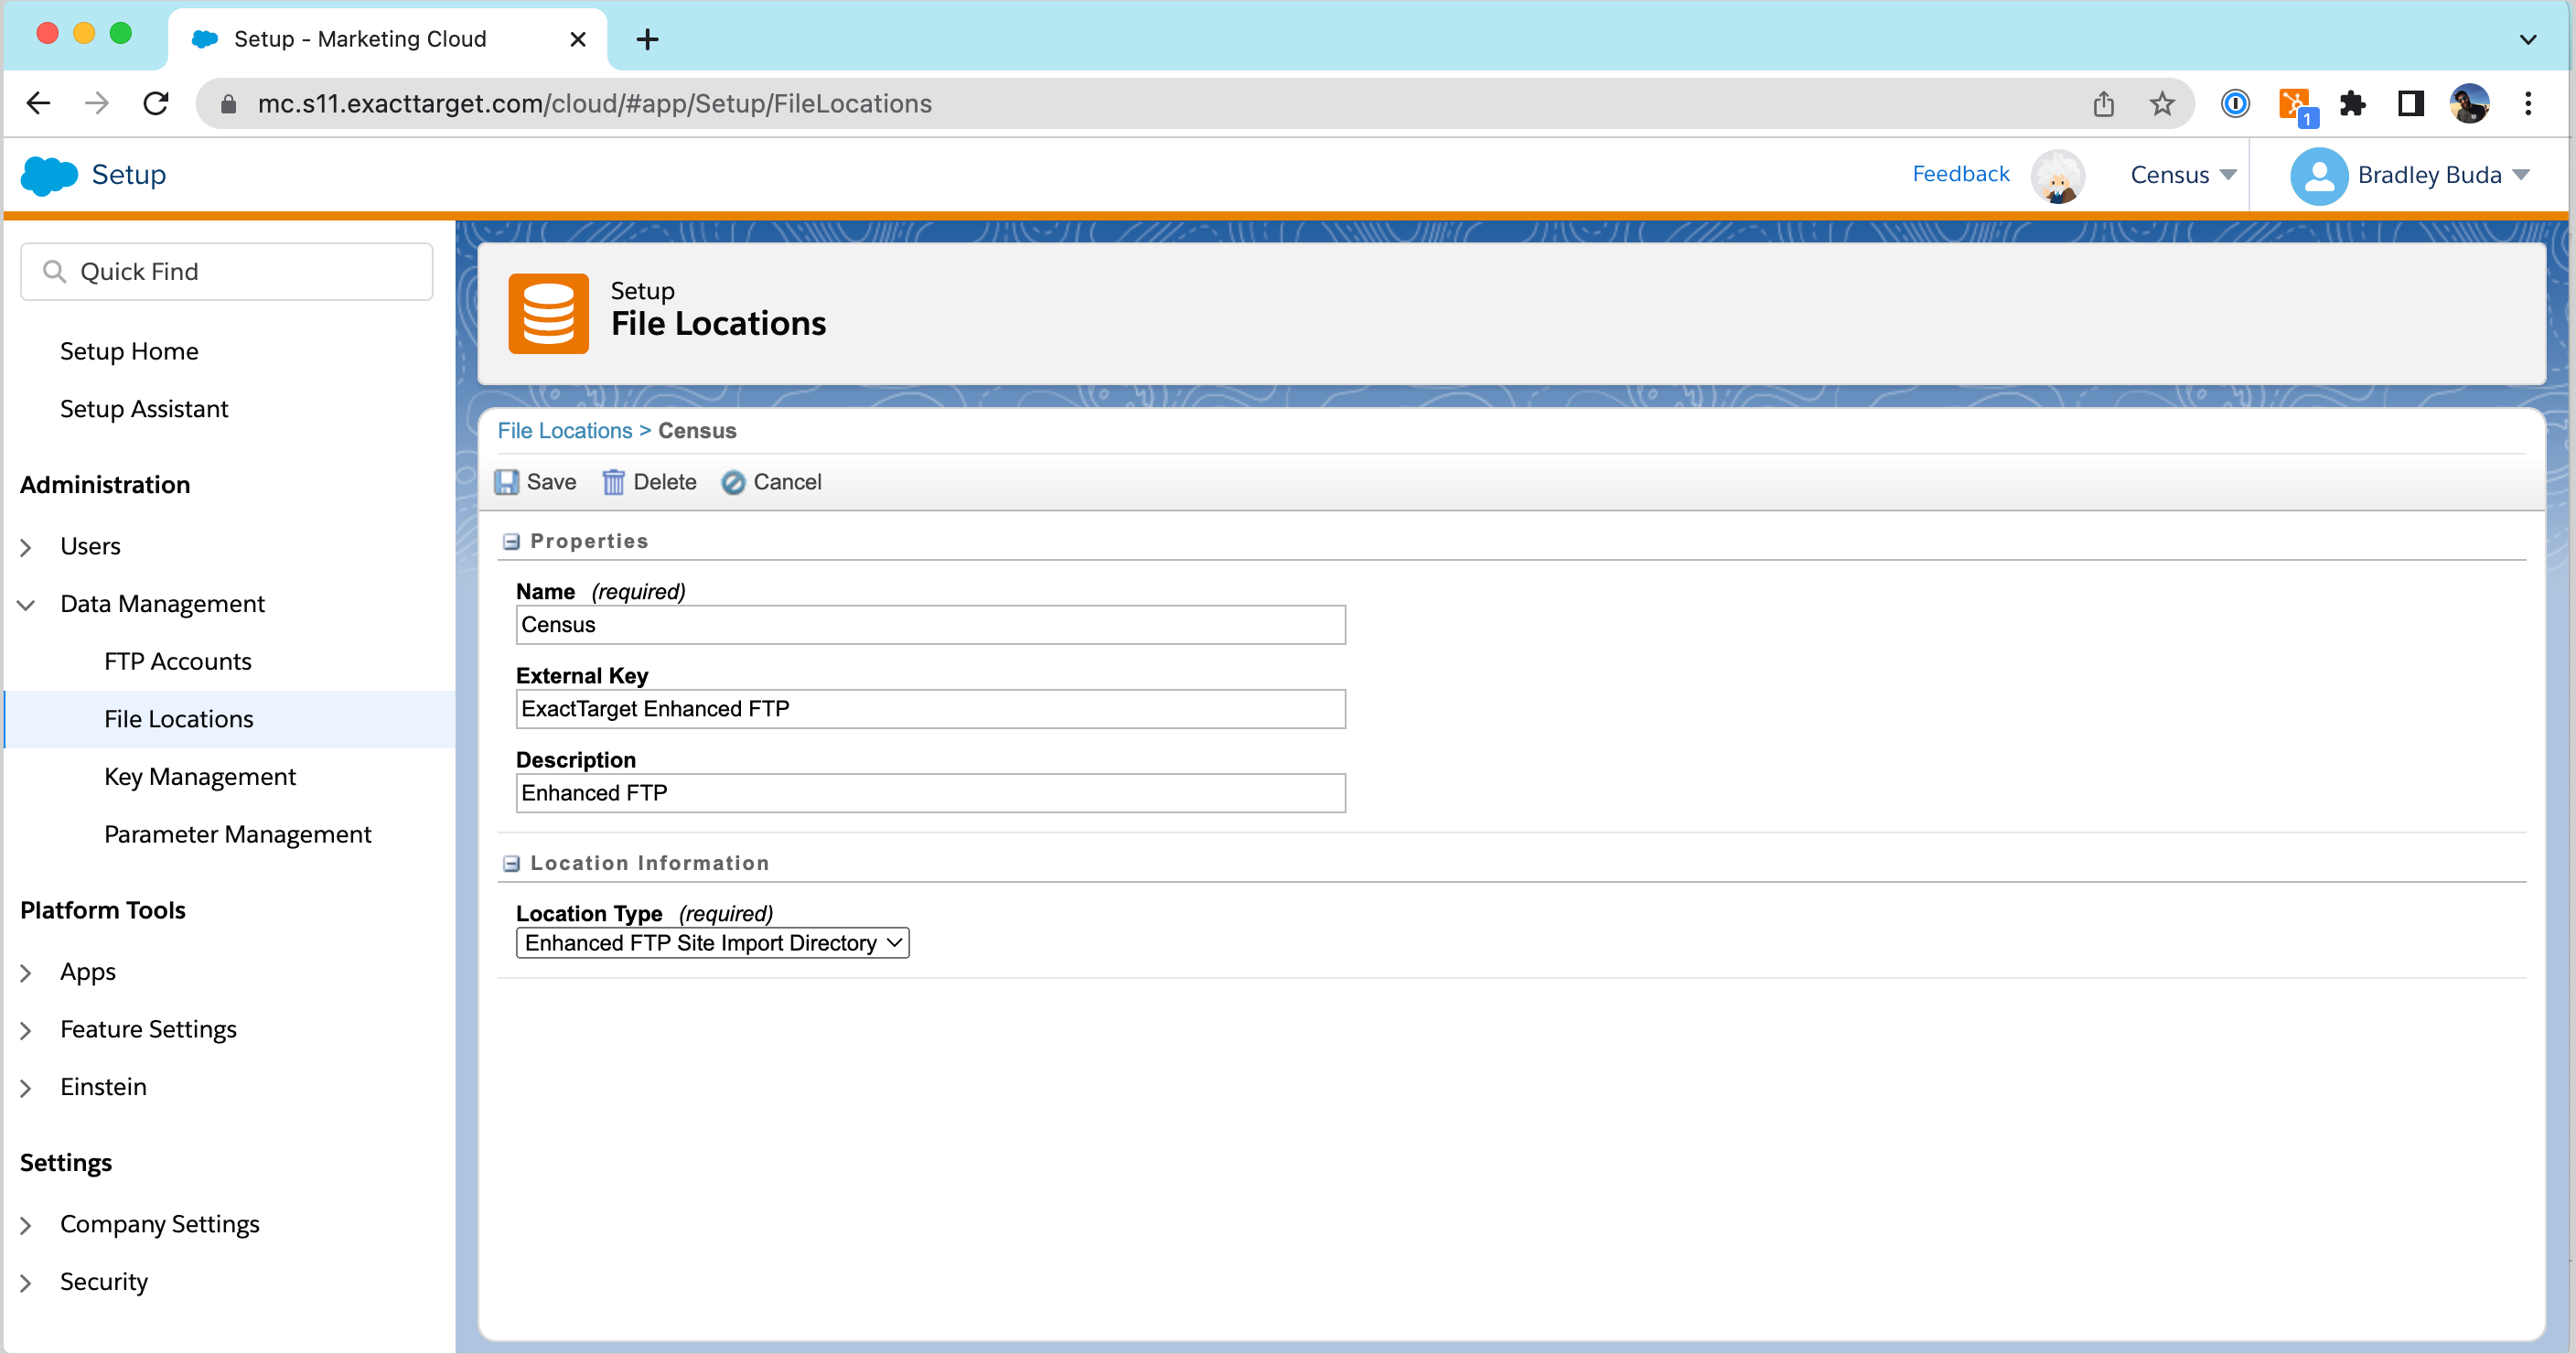 Setup - Marketing Cloud
mc.s11.exacttarget.com/cloud/#app/Setup/FileLocations
1
Setup
Feedback
Census
Bradley Buda
Quick Find
Setup Home
Setup Assistant
Administration
Users
Data Management
FTP Accounts
File Locations
Key Management
Parameter Management
Platform Tools
Apps
Feature Settings
Einstein
Settings
Company Settings
Security
Setup
File Locations
File Locations > Census
Save Delete Cancel
Properties
Name (required)
Census
External Key
ExactTarget Enhanced FTP
Description
Enhanced FTP
Location Information
Location Type (required)
Enhanced FTP Site Import Directory